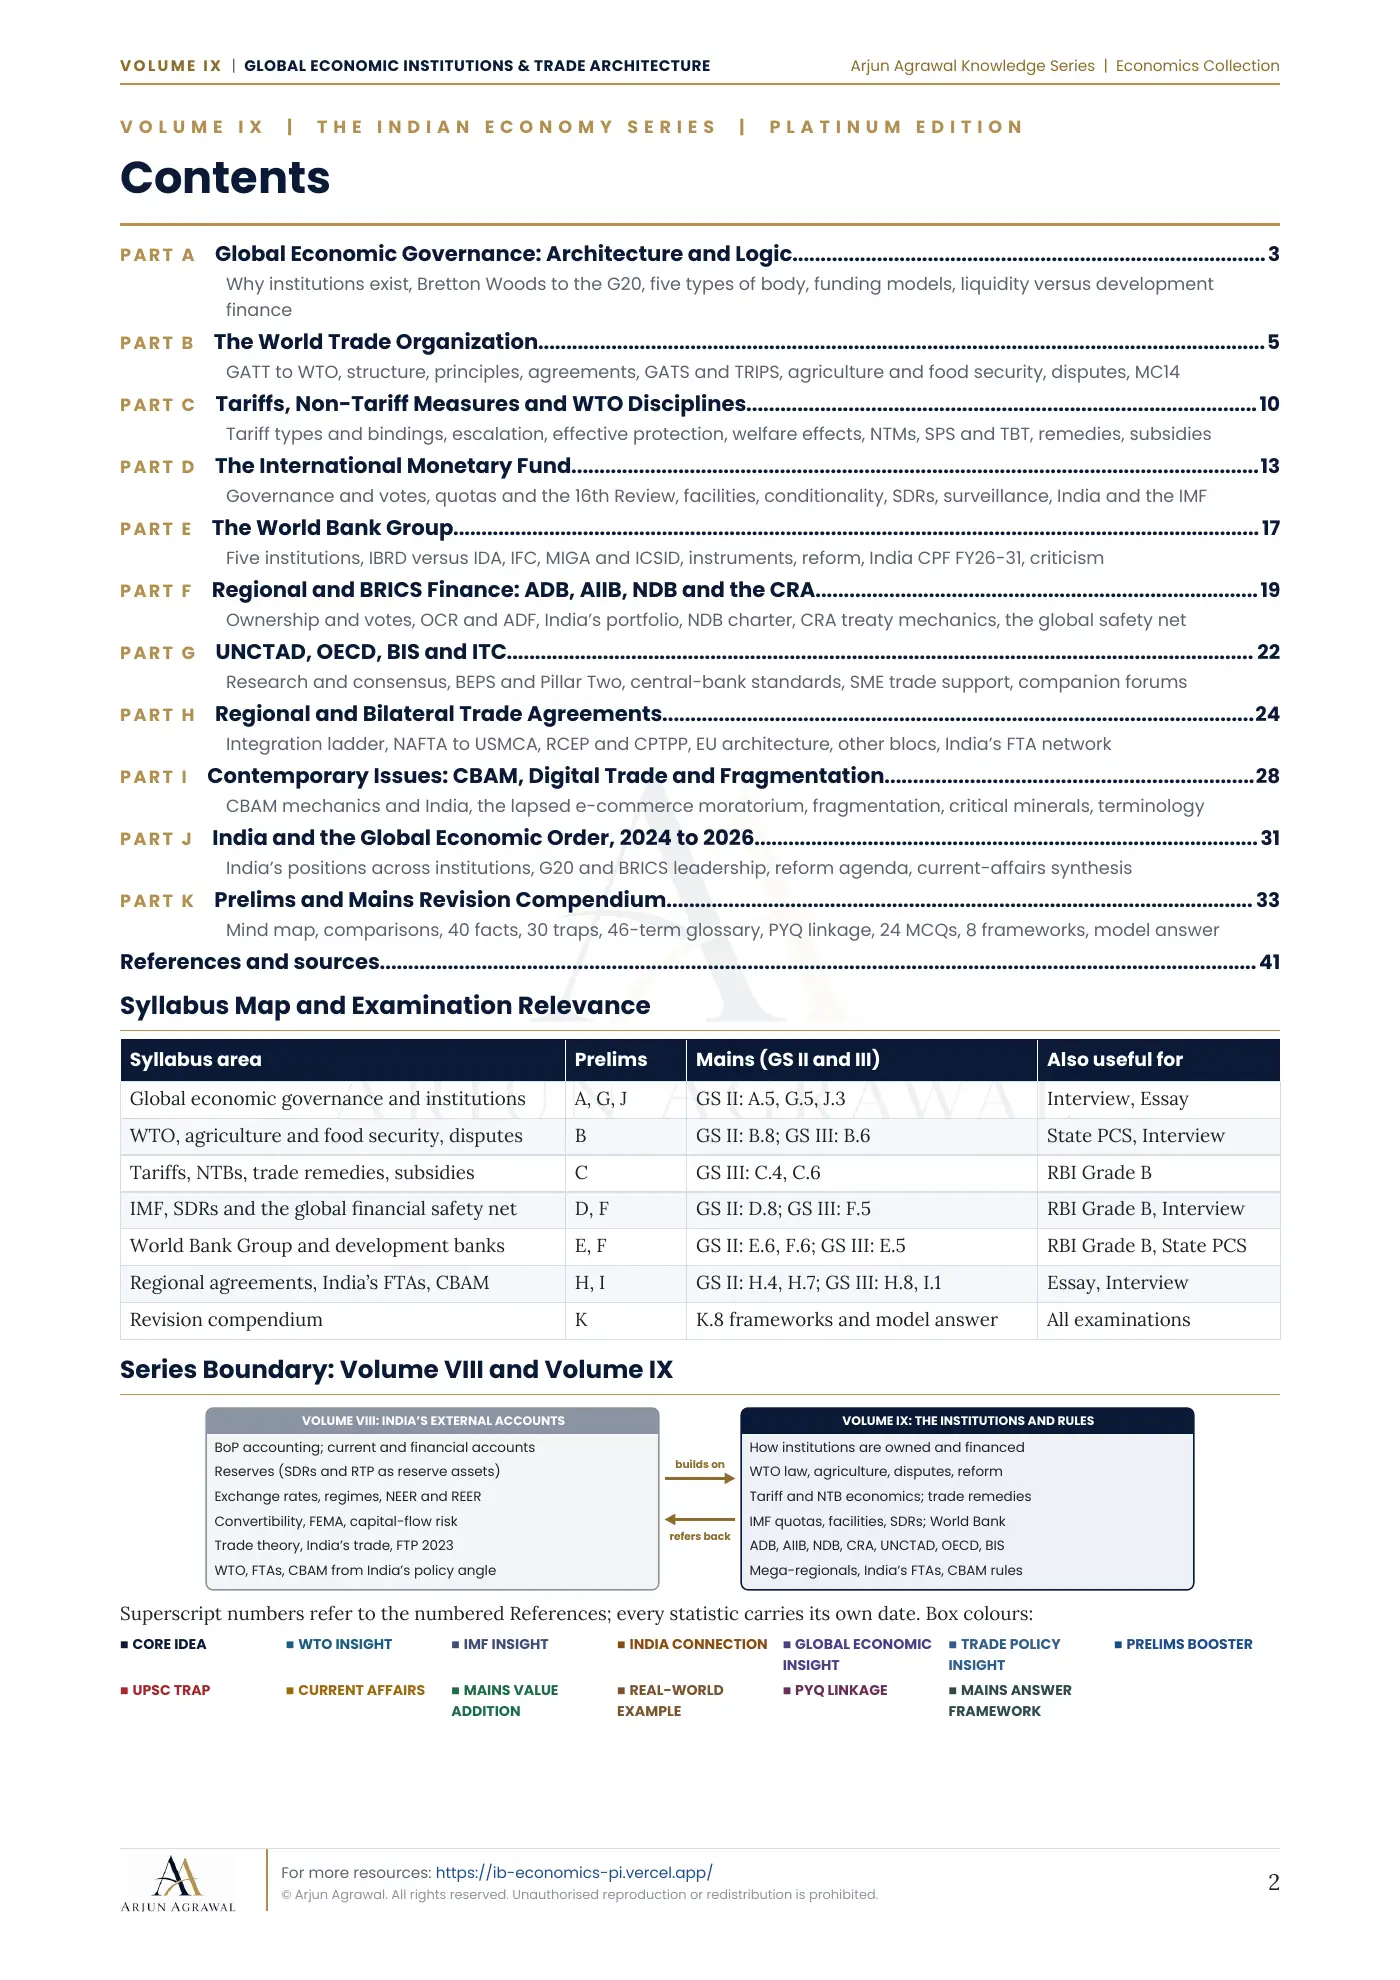 VOLUME IX | GLOBAL ECONOMIC INSTITUTIONS & TRADE ARCHITECTURE
Arjun Agrawal Knowledge Series | Economics Collection
VOLUME IX | THE INDIAN ECONOMY SERIES | PLATINUM EDITION
Contents
PART A Global Economic Governance: Architecture and Logic 3
Why institutions exist, Bretton Woods to the G20, five types of body, funding models, liquidity versus development
finance
PART B The World Trade Organization 5
GATT to WTO, structure, principles, agreements, GATS and TRIPS, agriculture and food security, disputes, MC14
PART C Tariffs, Non-Tariff Measures and WTO Disciplines 10
Tariff types and bindings, escalation, effective protection, welfare effects, NTMs, SPS and TBT, remedies, subsidies
PART D The International Monetary Fund 13
Governance and votes, quotas and the 16th Review, facilities, conditionality, SDRs, surveillance, India and the IMF
PART E The World Bank Group 17
Five institutions, IBRD versus IDA, IFC, MIGA and ICSID, instruments, reform, India CPF FY26-31, criticism
PART F Regional and BRICS Finance: ADB, AIIB, NDB and the CRA 19
Ownership and votes, OCR and ADF, India's portfolio, NDB charter, CRA treaty mechanics, the global safety net
PART G UNCTAD, OECD, BIS and ITC 22
Research and consensus, BEPS and Pillar Two, central-bank standards, SME trade support, companion forums
PART H Regional and Bilateral Trade Agreements 24
Integration ladder, NAFTA to USMCA, RCEP and CPTPP, EU architecture, other blocs, India's FTA network
PART I Contemporary Issues: CBAM, Digital Trade and Fragmentation 28
CBAM mechanics and India, the lapsed e-commerce moratorium, fragmentation, critical minerals, terminology
PART J India and the Global Economic Order, 2024 to 2026 31
India's positions across institutions, G20 and BRICS leadership, reform agenda, current-affairs synthesis
PART K Prelims and Mains Revision Compendium 33
Mind map, comparisons, 40 facts, 30 traps, 46-term glossary, PYQ linkage, 24 MCQs, 8 frameworks, model answer
References and sources 41
Syllabus Map and Examination Relevance
Syllabus area Prelims Mains (GS II and III) Also useful for
Global economic governance and institutions A, G, J GS II: A.5, G.5, J.3 Interview, Essay
WTO, agriculture and food security, disputes B GS II: B.8; GS III: B.6 State PCS, Interview
Tariffs, NTBs, trade remedies, subsidies C GS III: C.4, C.6 RBI Grade B
IMF, SDRs and the global financial safety net D, F GS II: D.8; GS III: F.5 RBI Grade B, Interview
World Bank Group and development banks E, F GS II: E.6, F.6; GS III: E.5 RBI Grade B, State PCS
Regional agreements, India's FTAs, CBAM H, I GS II: H.4, H.7; GS III: H.8, I.1 Essay, Interview
Revision compendium K K.8 frameworks and model answer All examinations
ARJUN AGRAWAL
Series Boundary: Volume VIII and Volume IX
VOLUME VIII: INDIA'S EXTERNAL ACCOUNTS
BoP accounting; current and financial accounts
Reserves (SDRs and RTP as reserve assets)
Exchange rates, regimes, NEER and REER
Convertibility, FEMA, capital-flow risk
Trade theory, India's trade, FTP 2023
WTO, FTAs, CBAM from India's policy angle
builds on
refers back
VOLUME IX: THE INSTITUTIONS AND RULES
How institutions are owned and financed
WTO law, agriculture, disputes, reform
Tariff and NTB economics; trade remedies
IMF quotas, facilities, SDRs; World Bank
ADB, AIIB, NDB, CRA, UNCTAD, OECD, BIS
Mega-regionals, India's FTAs, CBAM rules
Superscript numbers refer to the numbered References; every statistic carries its own date. Box colours:
■ CORE IDEA ■ WTO INSIGHT ■ IMF INSIGHT ■ INDIA CONNECTION ■ GLOBAL ECONOMIC INSIGHT ■ TRADE POLICY INSIGHT ■ PRELIMS BOOSTER
■ UPSC TRAP ■ CURRENT AFFAIRS ■ MAINS VALUE ADDITION ■ REAL-WORLD EXAMPLE ■ PYQ LINKAGE ■ MAINS ANSWER FRAMEWORK
ARJUN AGRAWAL
For more resources: https://ib-economics-pi.vercel.app/
© Arjun Agrawal. All rights reserved. Unauthorised reproduction or redistribution is prohibited.
2